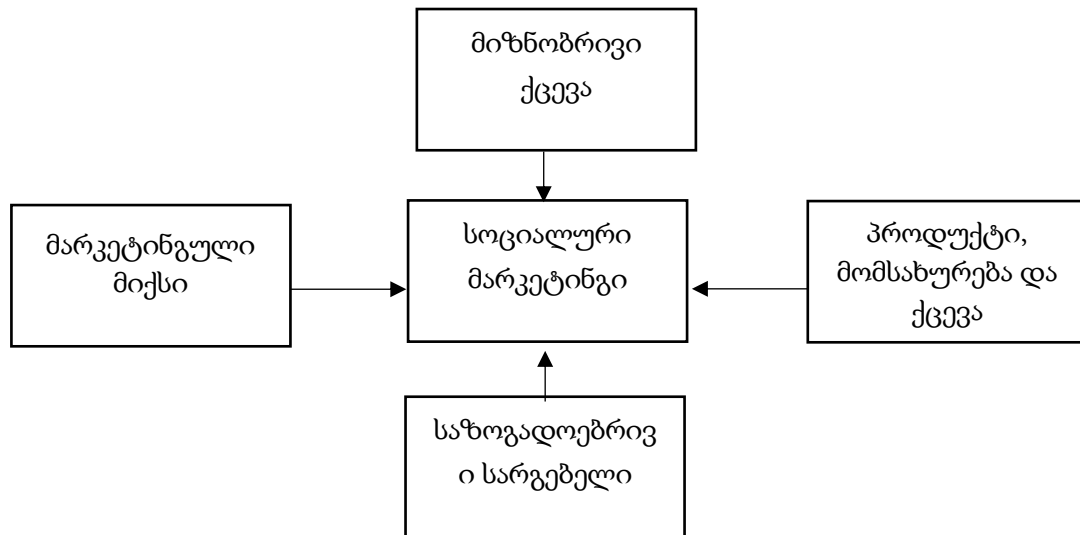 მიზნობრივი
ქცევა
მარკეტინგული
მიქსი
სოციალური
მარკეტინგი
პროდუქტი,
მომსახურება და
ქცევა
საზოგადოებრივ
ი სარგებელი